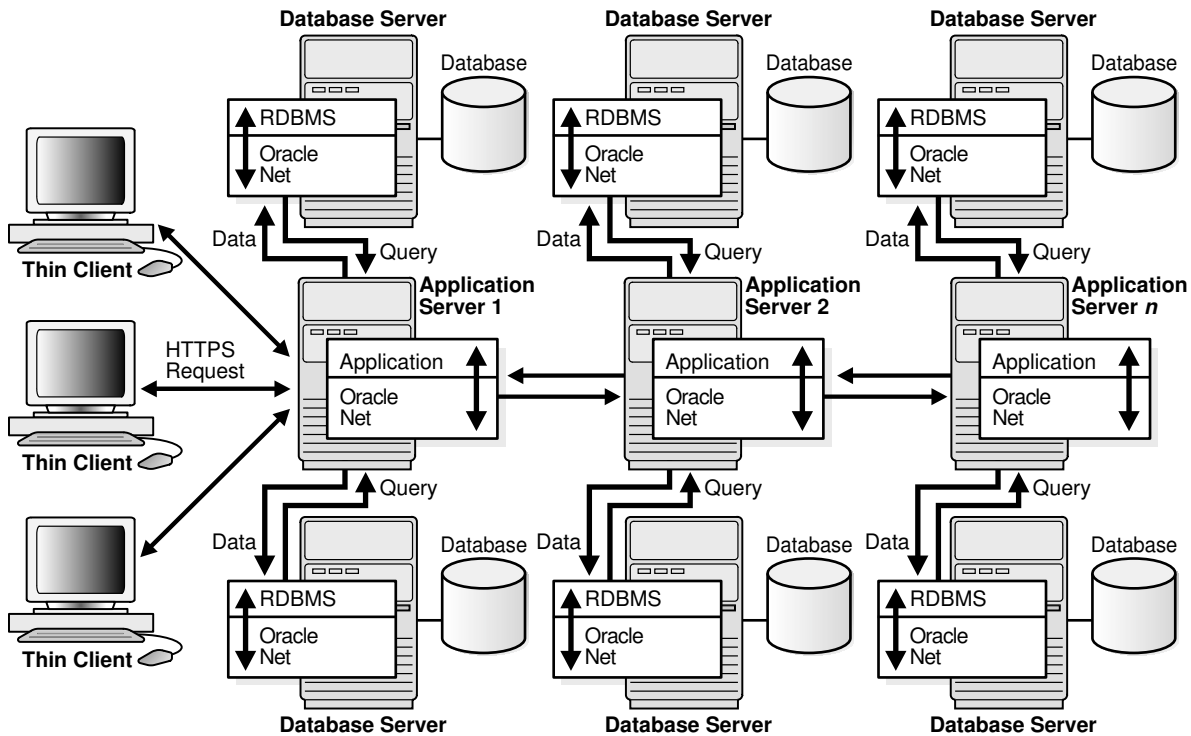 Database Server
Database Server
Database Server
Database
Database
Database
RDBMS
Oracle
Net
RDBMS
Oracle
Net
RDBMS
Oracle
Net
Data
Query
Data
Query
Data
Query
Thin Client
Application
Server 1
Application
Server 2
Application
Server n
HTTPS
Request
Application
Oracle
Net
Application
Oracle
Net
Application
Oracle
Net
Thin Client
Query
Query
Query
Data
Data
Data
Database
Database
Database
RDBMS
Oracle
Net
RDBMS
Oracle
Net
RDBMS
Oracle
Net
Thin Client
Database Server
Database Server
Database Server